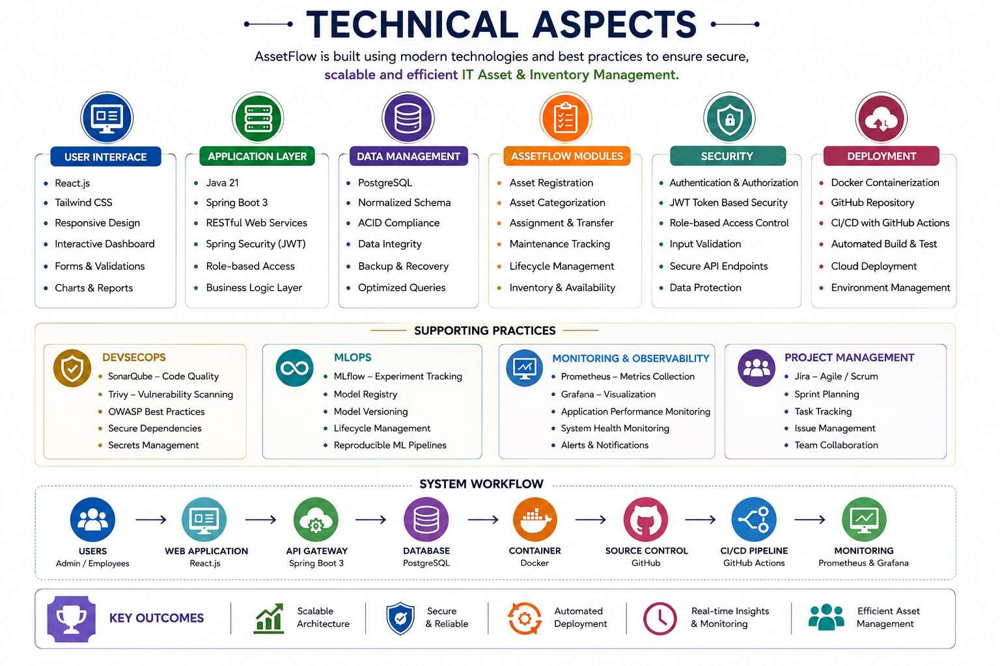 TECHNICAL ASPECTS
AssetFlow is built using modern technologies and best practices to ensure secure,
scalable and efficient IT Asset & Inventory Management.
USER INTERFACE
React.js
Tailwind CSS
Responsive Design
Interactive Dashboard
Forms & Validations
Charts & Reports
APPLICATION LAYER
Java 21
Spring Boot 3
RESTful Web Services
Spring Security (JWT)
Role-based Access
Business Logic Layer
DATA MANAGEMENT
PostgreSQL
Normalized Schema
ACID Compliance
Data Integrity
Backup & Recovery
Optimized Queries
ASSETFLOW MODULES
Asset Registration
Asset Categorization
Assignment & Transfer
Maintenance Tracking
Lifecycle Management
Inventory & Availability
SECURITY
Authentication & Authorization
JWT Token Based Security
Role-based Access Control
Input Validation
Secure API Endpoints
Data Protection
DEPLOYMENT
Docker Containerization
GitHub Repository
CI/CD with GitHub Actions
Automated Build & Test
Cloud Deployment
Environment Management
SUPPORTING PRACTICES
DEVSECOPS
SonarQube – Code Quality
Trivy – Vulnerability Scanning
OWASP Best Practices
Secure Dependencies
Secrets Management
MLOPS
MLflow – Experiment Tracking
Model Registry
Model Versioning
Lifecycle Management
Reproducible ML Pipelines
MONITORING & OBSERVABILITY
Prometheus – Metrics Collection
Grafana – Visualization
Application Performance Monitoring
System Health Monitoring
Alerts & Notifications
PROJECT MANAGEMENT
Jira – Agile / Scrum
Sprint Planning
Task Tracking
Issue Management
Team Collaboration
SYSTEM WORKFLOW
USERS
Admin / Employees
WEB APPLICATION
React.js
API GATEWAY
Spring Boot 3
DATABASE
PostgreSQL
CONTAINER
Docker
SOURCE CONTROL
GitHub
CI/CD PIPELINE
GitHub Actions
MONITORING
Prometheus & Grafana
KEY OUTCOMES
Scalable
Architecture
Secure
& Reliable
Automated
Deployment
Real-time Insights
& Monitoring
Efficient Asset
Management